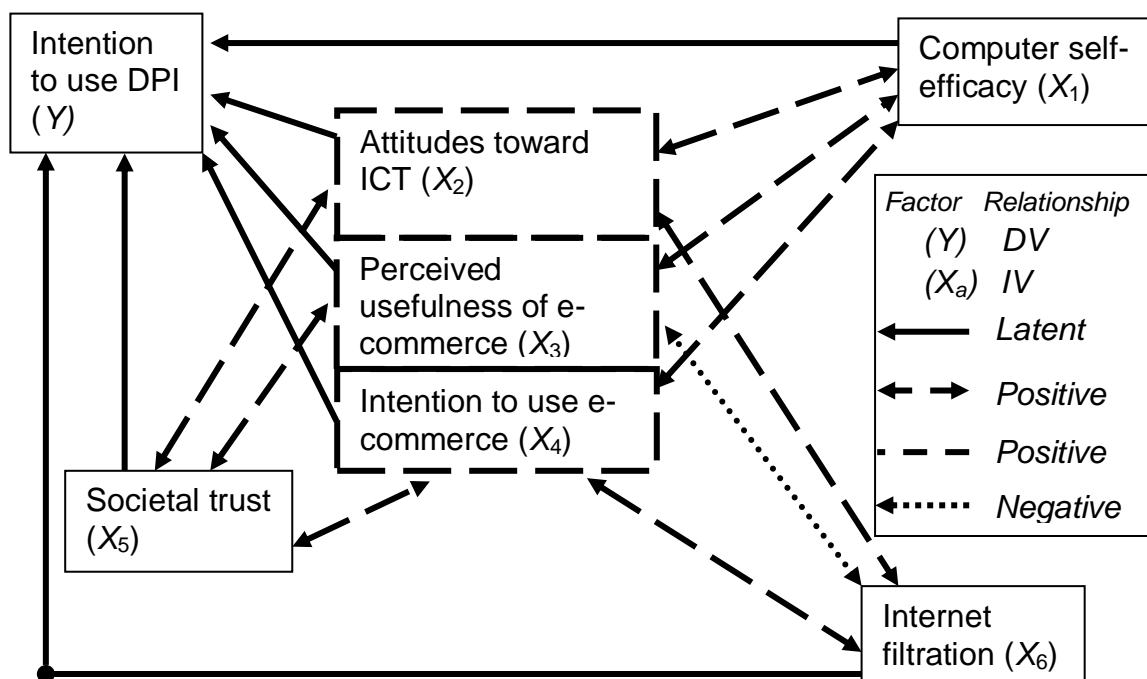 Intention
to use DPI
(Y)
Computer self-
efficacy (X1)
Attitudes toward
ICT (X2)
Perceived
usefulness of e-
commerce (X3)
Intention to use e-
commerce (X4)
Societal trust
(X5)
Internet
filtration (X6)
Factor Relationship
(Y) DV
(Xa) IV
Latent
Positive
Positive
Negative